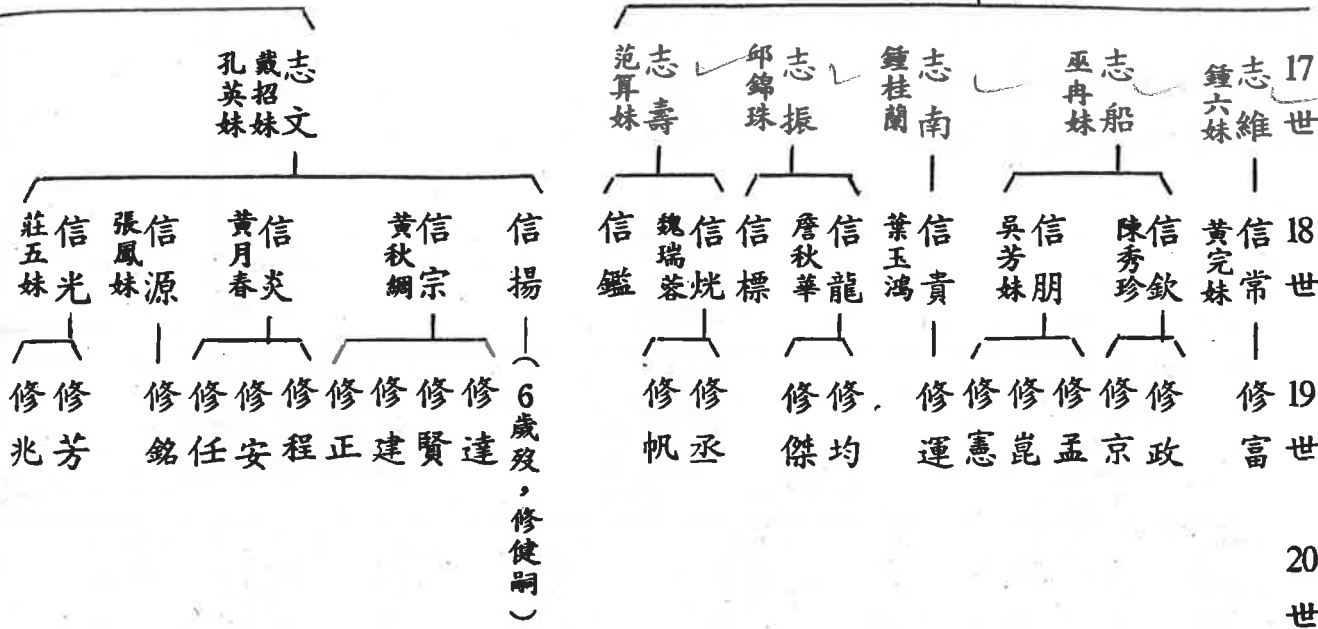 17世
志維
鍾六妹
志船
巫冉妹
志南
鍾桂蘭
志振
邱錦珠
志壽
范算妹
志文
戴招妹
孔英妹
18世
信常
黃完妹
信欽
陳秀珍
信朋
吳芳妹
信貴
葉玉鴻
信龍
詹秋華
信標
信恍
魏瑞蓉
信鑑
信揚
信宗
黃秋綢
信炎
黃月春
信源
張鳳妹
信光
莊五妹
19世
修富
修政
修京
修孟
修崑
修憲
修運
修均
修傑
修丞
修帆
（6歲歿，修健嗣）
修達
修賢
修建
修正
修程
修安
修任
修銘
修芳
修兆
20世